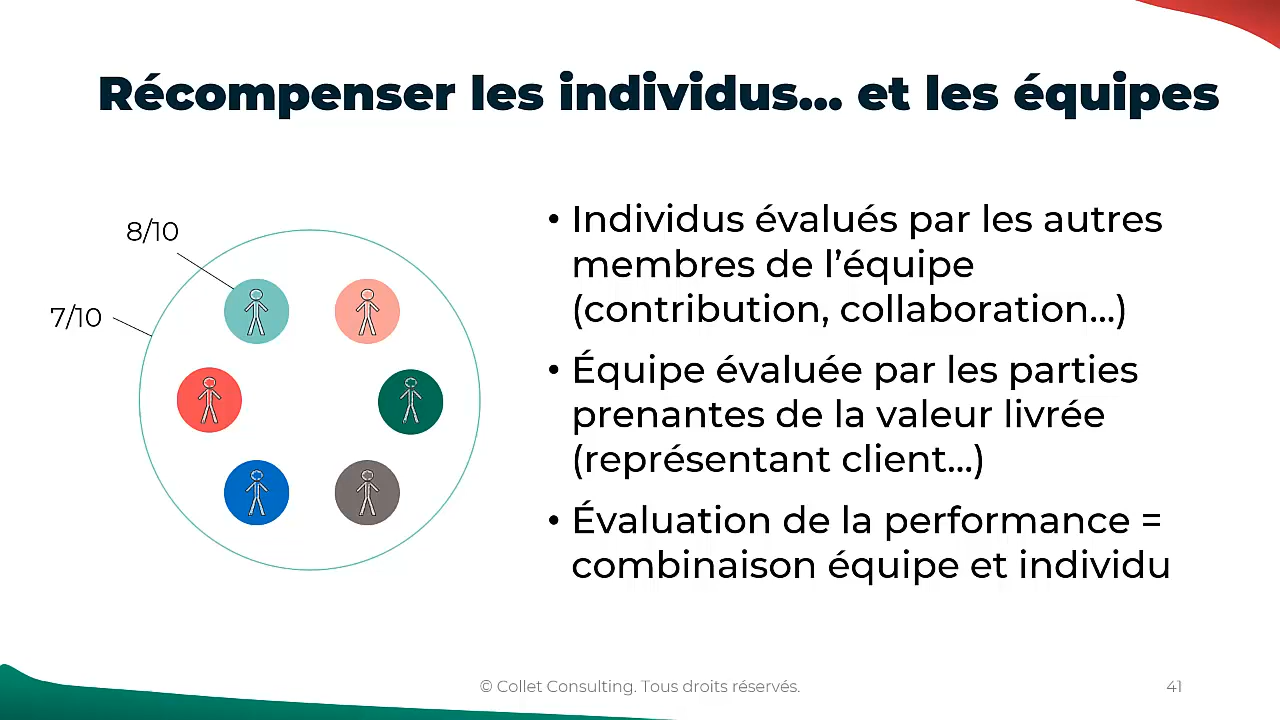 Récompenser les individus... et les équipes
8/10
7/10
• Individus évalués par les autres
membres de l’équipe
(contribution, collaboration...)
• Équipe évaluée par les parties
prenantes de la valeur livrée
(représentant client...)
• Évaluation de la performance =
combinaison équipe et individu
© Collet Consulting. Tous droits réservés.
41